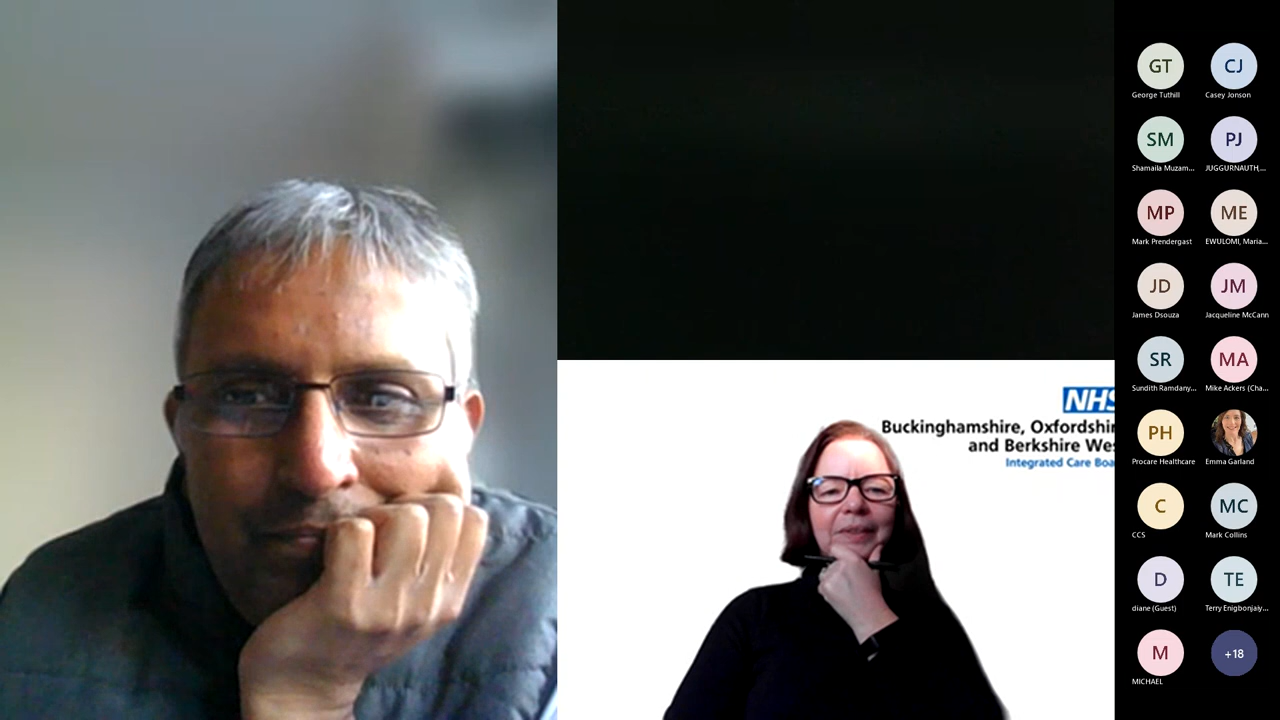 NHS
Buckinghamshire, Oxfordshir
and Berkshire Wes
Integrated Care Boa
GT
CJ
George Tuthill
Casey Jonson
SM
PJ
Shamaila Muzam...
JUGGURNAUTH,...
MP
ME
Mark Prendergast
EWULOMI, Maria...
JD
JM
James Dsouza
Jacqueline McCann
SR
MA
Sundith Ramdany...
Mike Ackers (Cha...
PH
Procare Healthcare
Emma Garland
C
MC
CCS
Mark Collins
D
TE
diane (Guest)
Terry Enigbonjaiy...
M
+18
MICHAEL